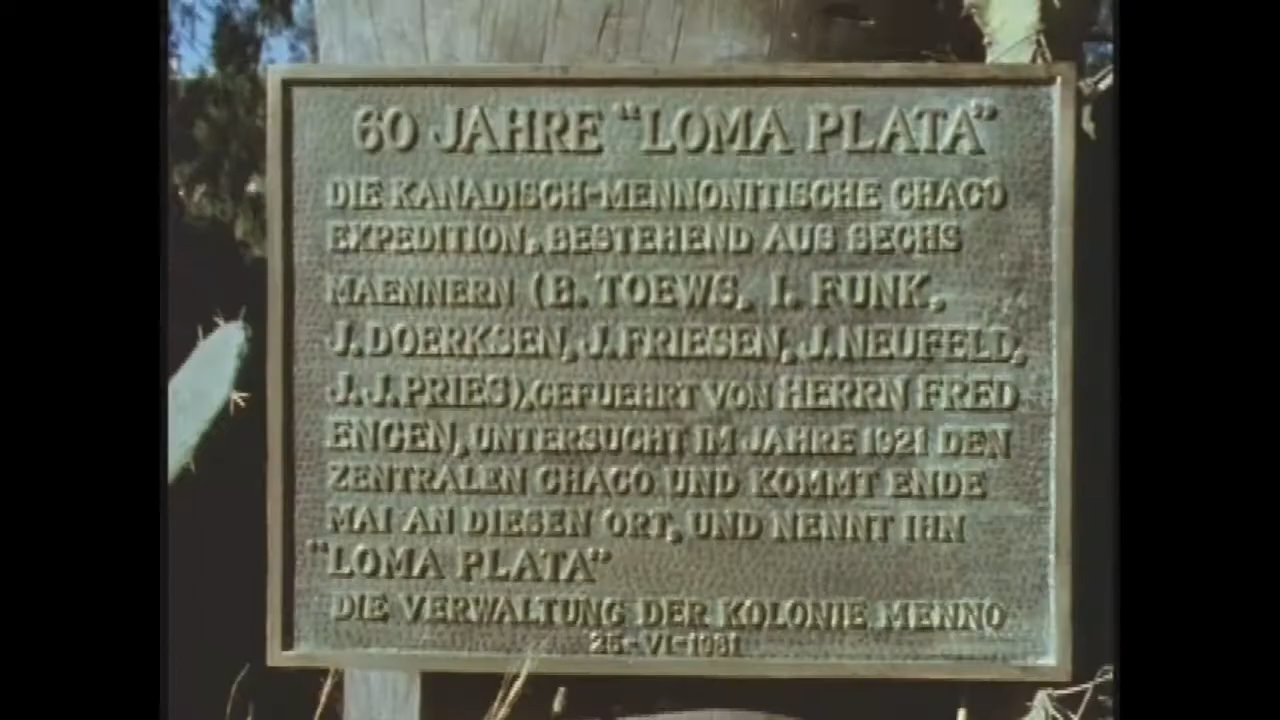 60 JAHRE "LOMA PLATA"
DIE KANADISCH-MENNONITISCHE CHACO
EXPEDITION, BESTEHEND AUS SECHS
MAENNERN (B. TOEWS, I. FUNK,
J. DOERKSEN, J. FRIESEN, J. NEUFELD,
J. J. PRIES), GEFUEHRT VON HERRN FRED
ENGEN, UNTERSUCHT IM JAHRE 1921 DEN
ZENTRALEN CHACO UND KOMMT ENDE
MAI AN DIESEN ORT, UND NENNT IHN
"LOMA PLATA"
DIE VERWALTUNG DER KOLONIE MENNO
25-VI-1981